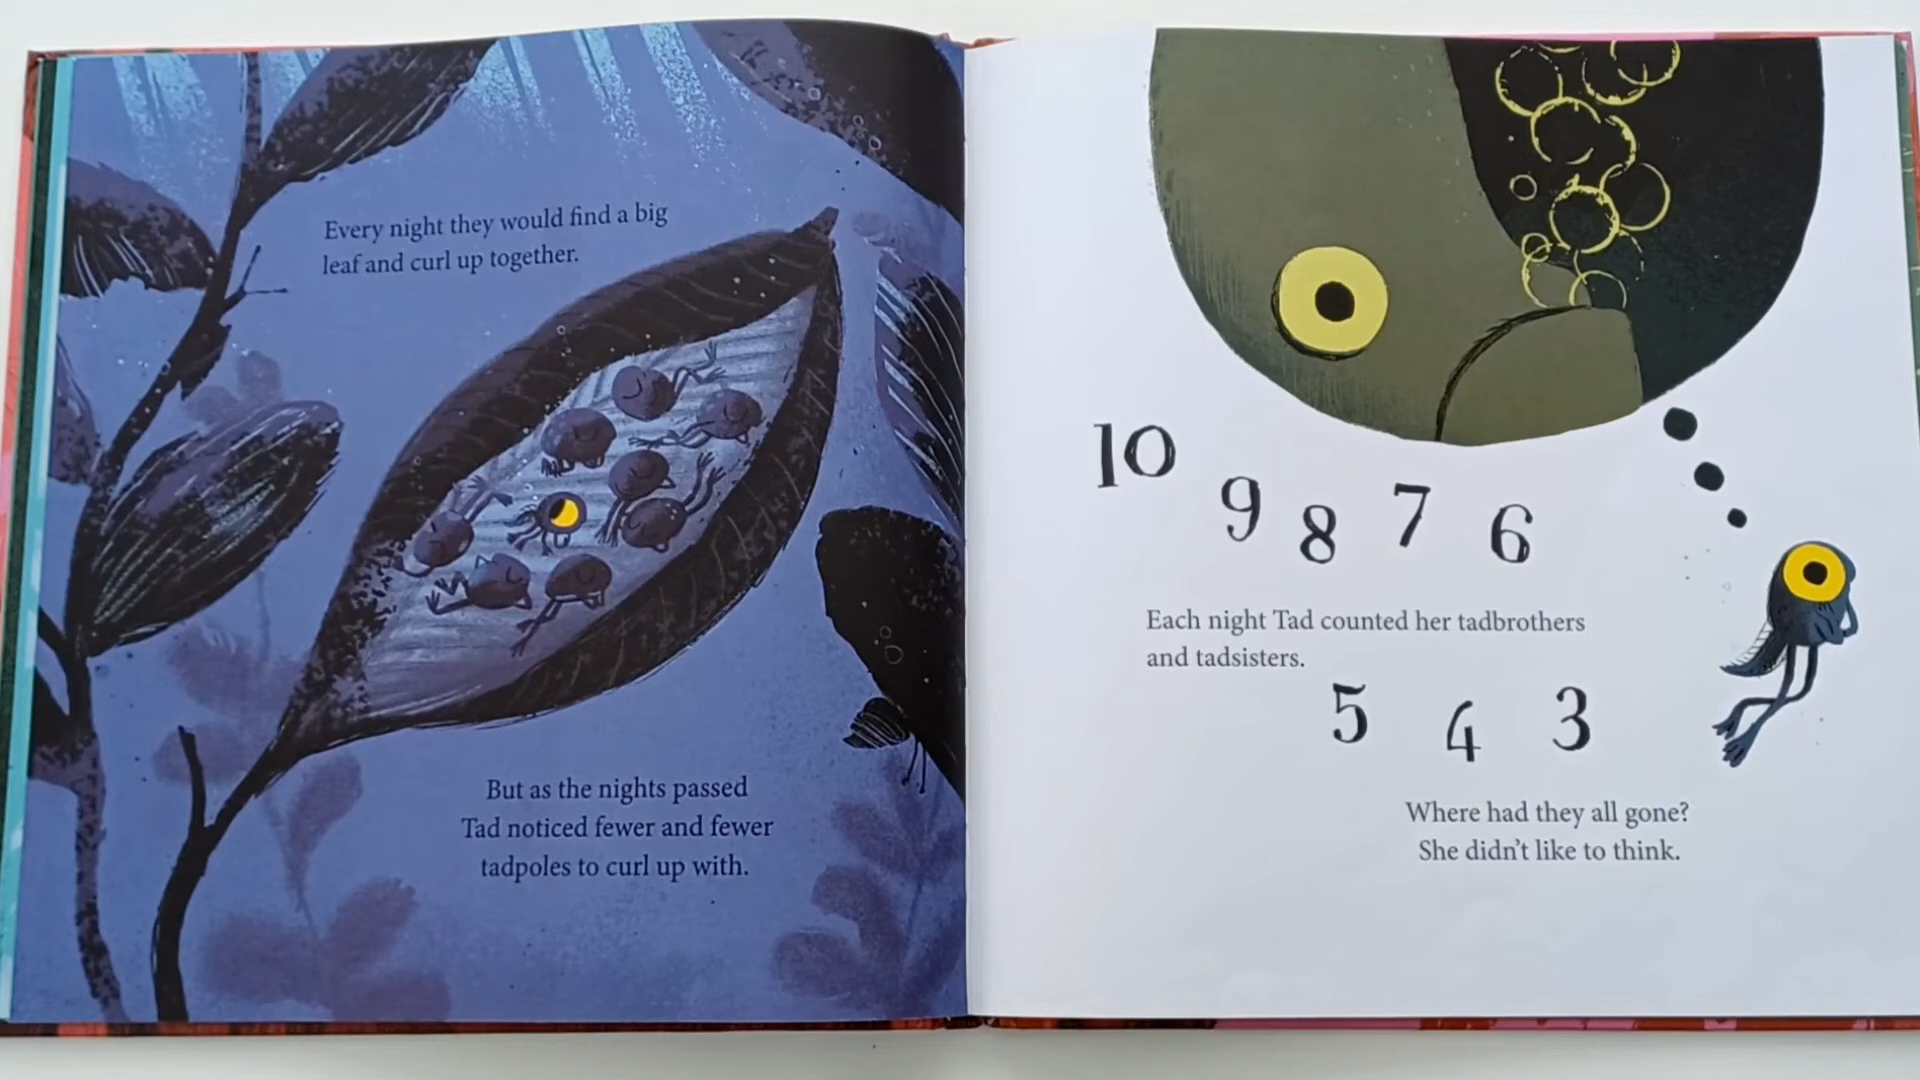 Every night they would find a big
leaf and curl up together.
But as the nights passed
Tad noticed fewer and fewer
tadpoles to curl up with.
10 9 8 7 6
Each night Tad counted her tadbrothers
and tadsisters.
5 4 3
Where had they all gone?
She didn’t like to think.